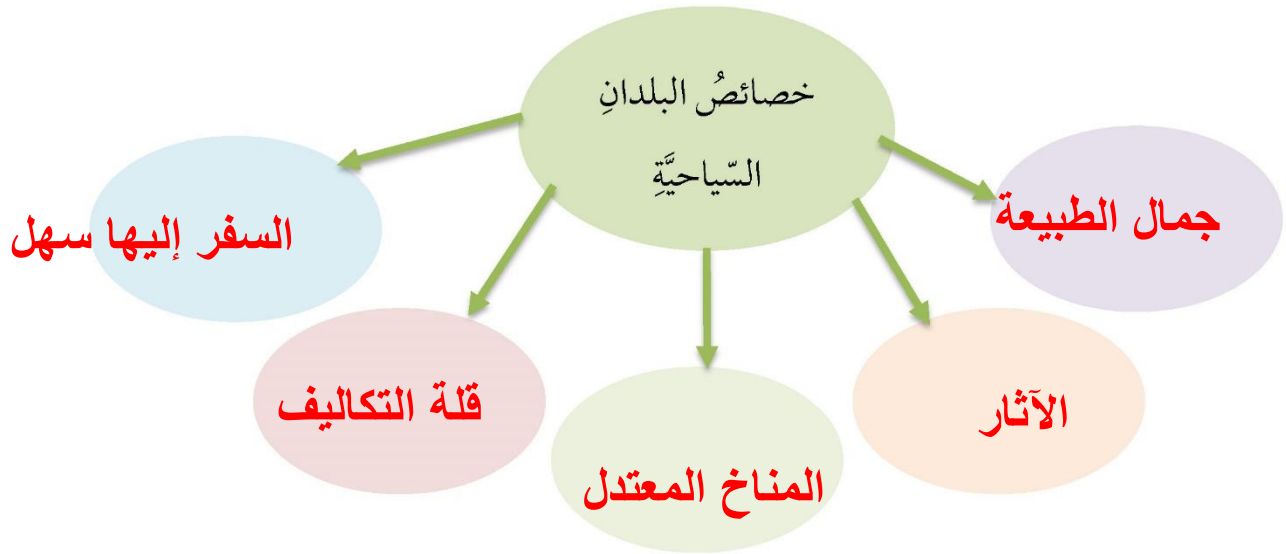 خصائصُ البلدانِ
السّياحيَّةِ
جمال الطبيعة
الآثار
المناخ المعتدل
قلة التكاليف
السفر إليها سهل